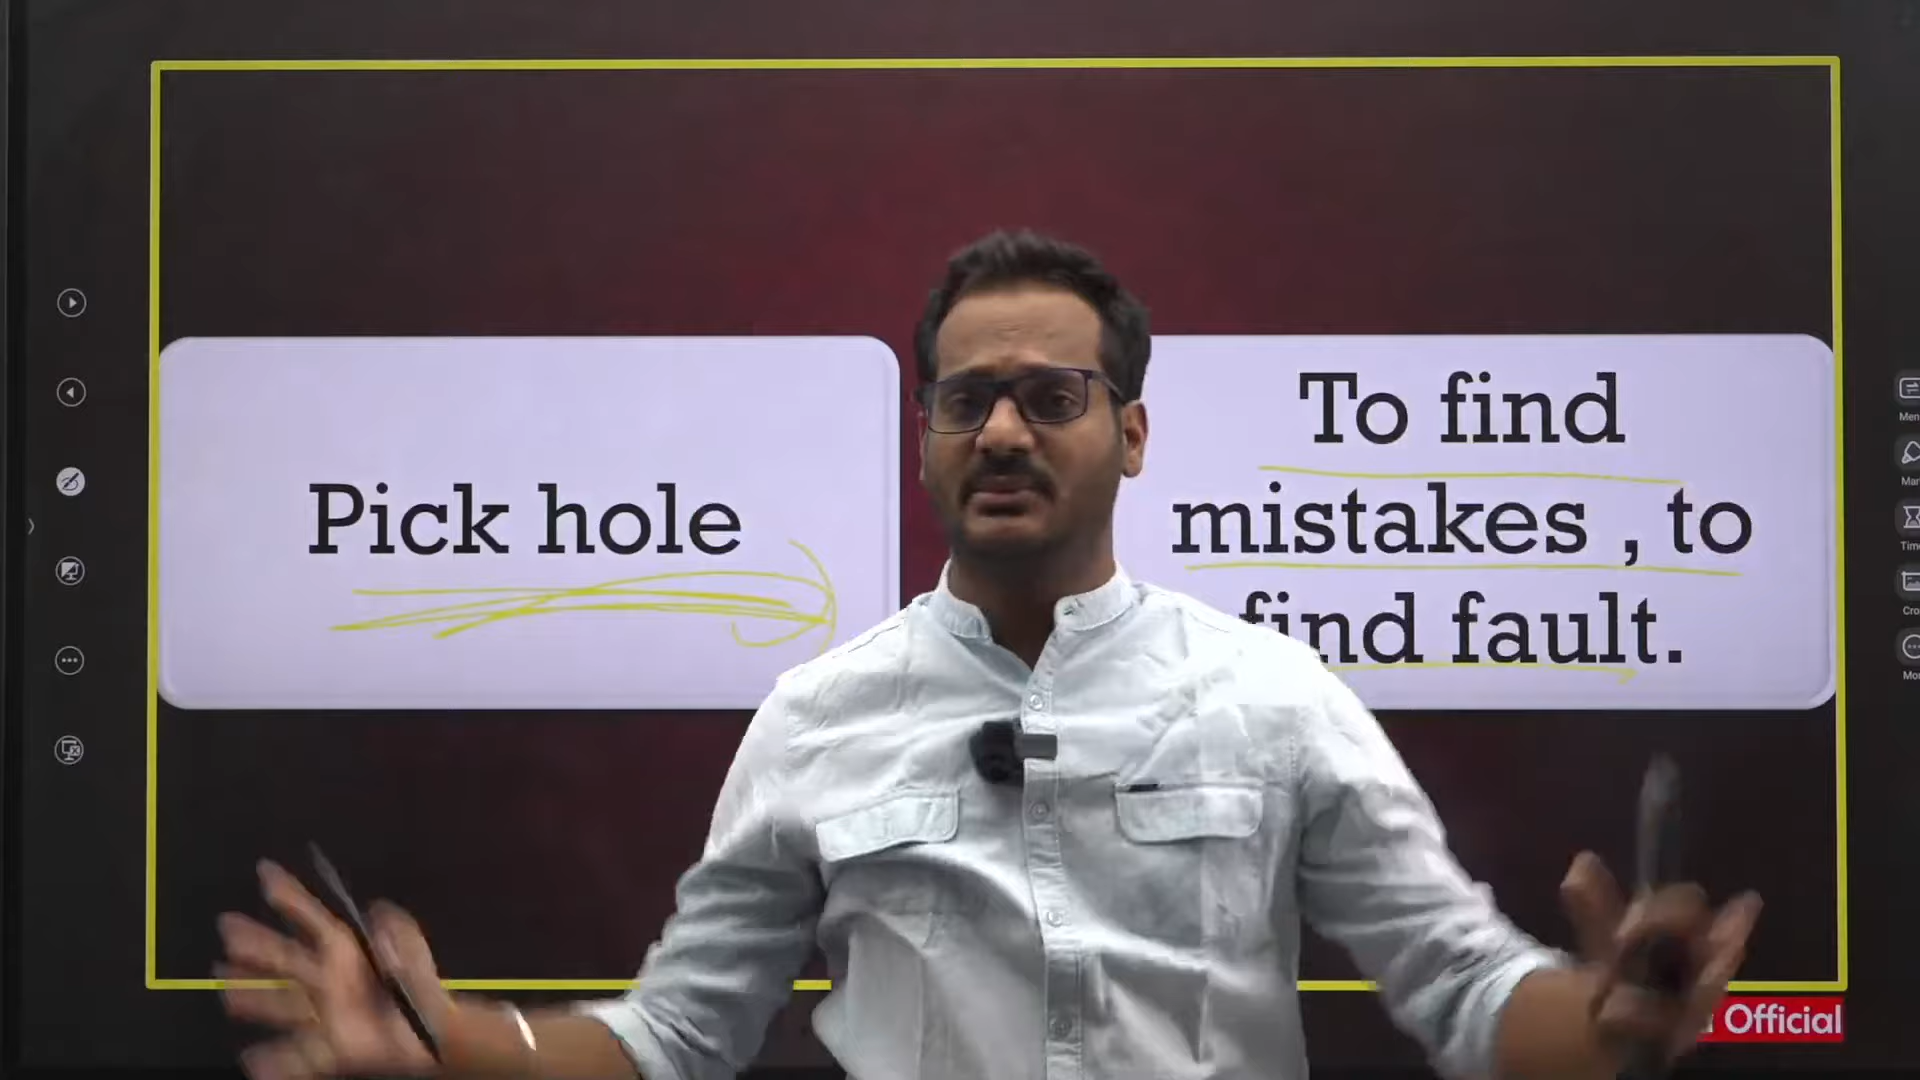 Pick hole
To find
mistakes , to
find fault.
Official